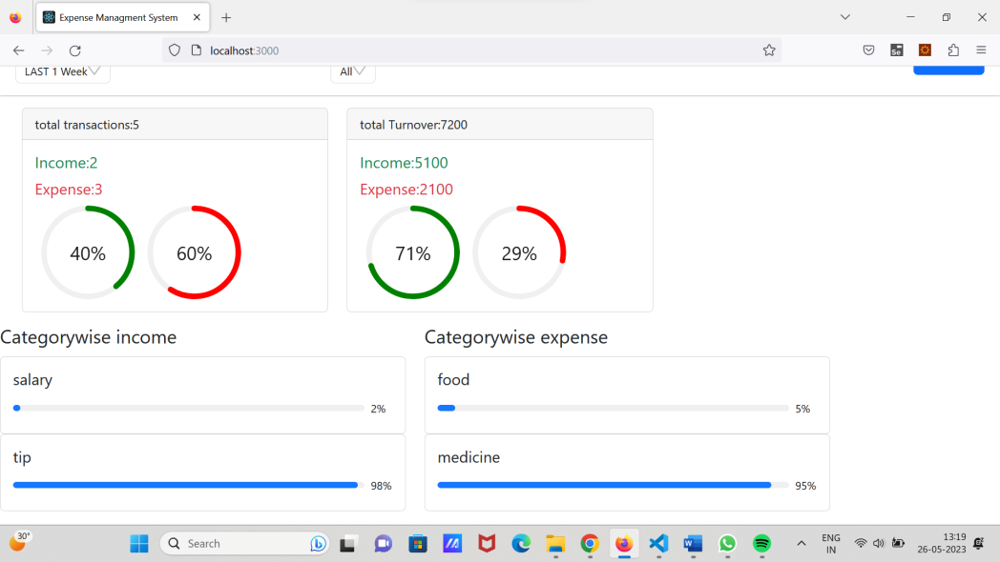 Expense Managment System
localhost:3000
Se
LAST 1 Week
All
total transactions:5
Income:2
Expense:3
40%
60%
total Turnover:7200
Income:5100
Expense:2100
71%
29%
Categorywise income
salary
2%
tip
98%
Categorywise expense
food
5%
medicine
95%
30°
Search
ENG
IN
13:19
26-05-2023